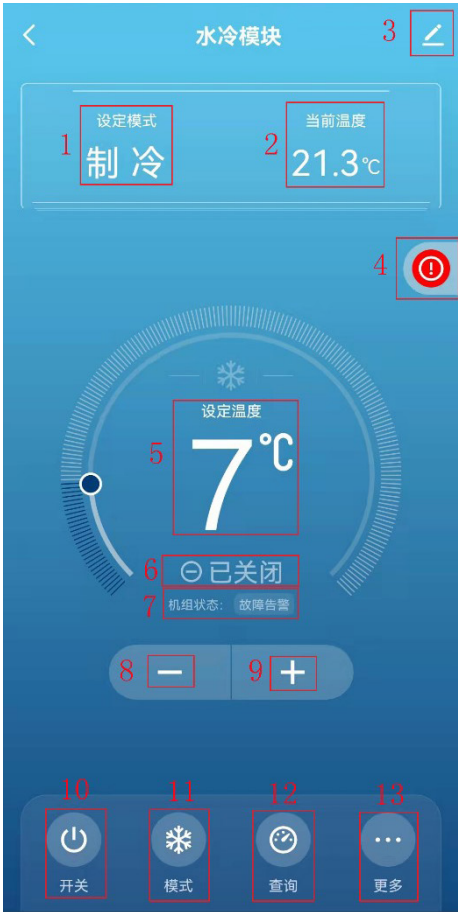 水冷模块 3
设定模式
1 制冷
当前温度
2 21.3℃
4
设定温度
5 7℃
6 已关闭
7 机组状态: 故障告警
8 − 9 +
10 11 12 13
开关 模式 查询 更多